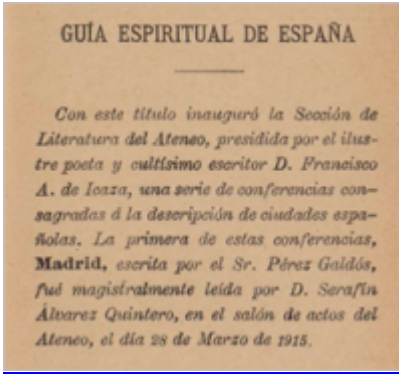 GUÍA ESPIRITUAL DE ESPAÑA
Con este título inauguró la Sección de
Literatura del Ateneo, presidida por el ilus-
tre poeta y cultísimo escritor D. Francisco
A. de Icaza, una serie de conferencias con-
sagradas á la descripción de ciudades espa-
ñolas. La primera de estas conferencias,
Madrid, escrita por el Sr. Pérez Galdós,
fué magistralmente leída por D. Serafín
Álvarez Quintero, en el salón de actos del
Ateneo, el día 28 de Marzo de 1915.